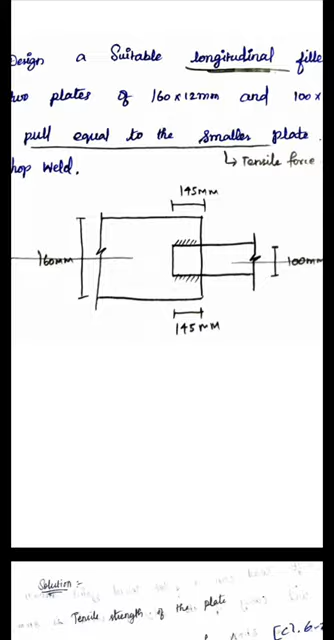 Design a Suitable longitudinal fille
two plates of 160 x 12mm and 100 x
pull equal to the smaller plate.
hop weld. ↳ Tensile force
145mm
160mm
100mm
145mm
Solution :-
Tensile strength of the plate
[Cl. 6-